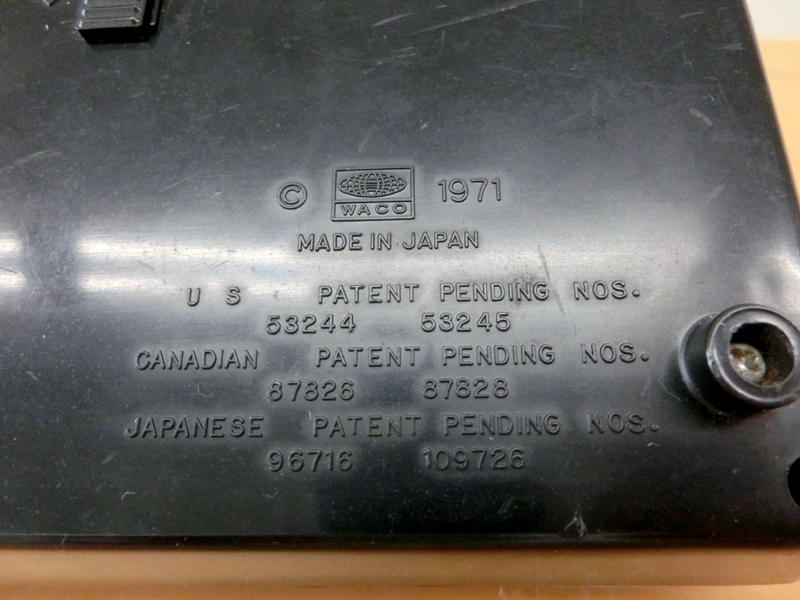 © WACO 1971
MADE IN JAPAN
U S PATENT PENDING NOS.
53244 53245
CANADIAN PATENT PENDING NOS.
87826 87828
JAPANESE PATENT PENDING NOS.
96716 109726